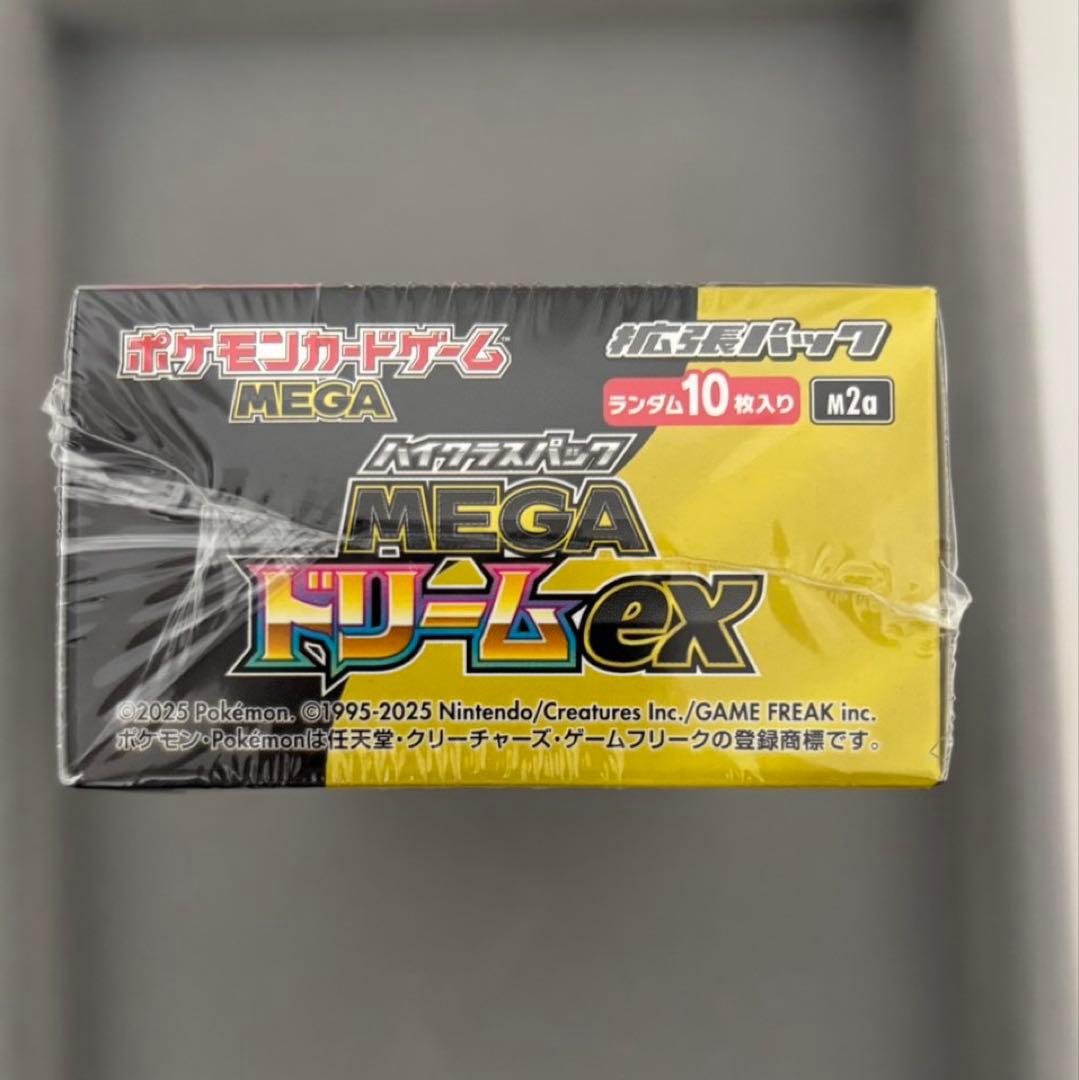 ポケモンカードゲーム
MEGA
拡張パック
ランダム10枚入り M2a
ハイクラスパック
MEGA
ドリームex
©2025 Pokémon. ©1995-2025 Nintendo/Creatures Inc./GAME FREAK inc.
ポケモン・Pokémonは任天堂・クリーチャーズ・ゲームフリークの登録商標です。